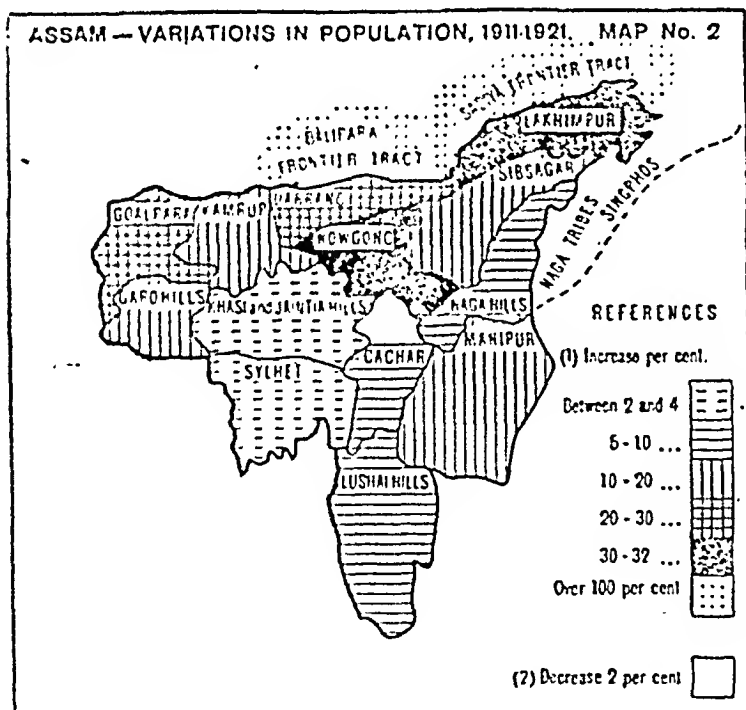 ASSAM — VARIATIONS IN POPULATION, 1911-1921. MAP No. 2
SADIYA FRONTIER TRACT
LAKHIMPUR
BALIPARA
FRONTIER TRACT
SIBSAGAR
DARRANG
GOALPARA
KAMRUP
NOWGONG
NAGA TRIBES
SINGPHOS
GAROHILLS
KHASI and JAINTIA HILLS
NAGA HILLS
MANIPUR
CACHAR
SYLHET
LUSHAI HILLS
REFERENCES
(1) Increase per cent.
Between 2 and 4
5 - 10 ...
10 - 20 ...
20 - 30 ...
30 - 32 ...
Over 100 per cent
(2) Decrease 2 per cent